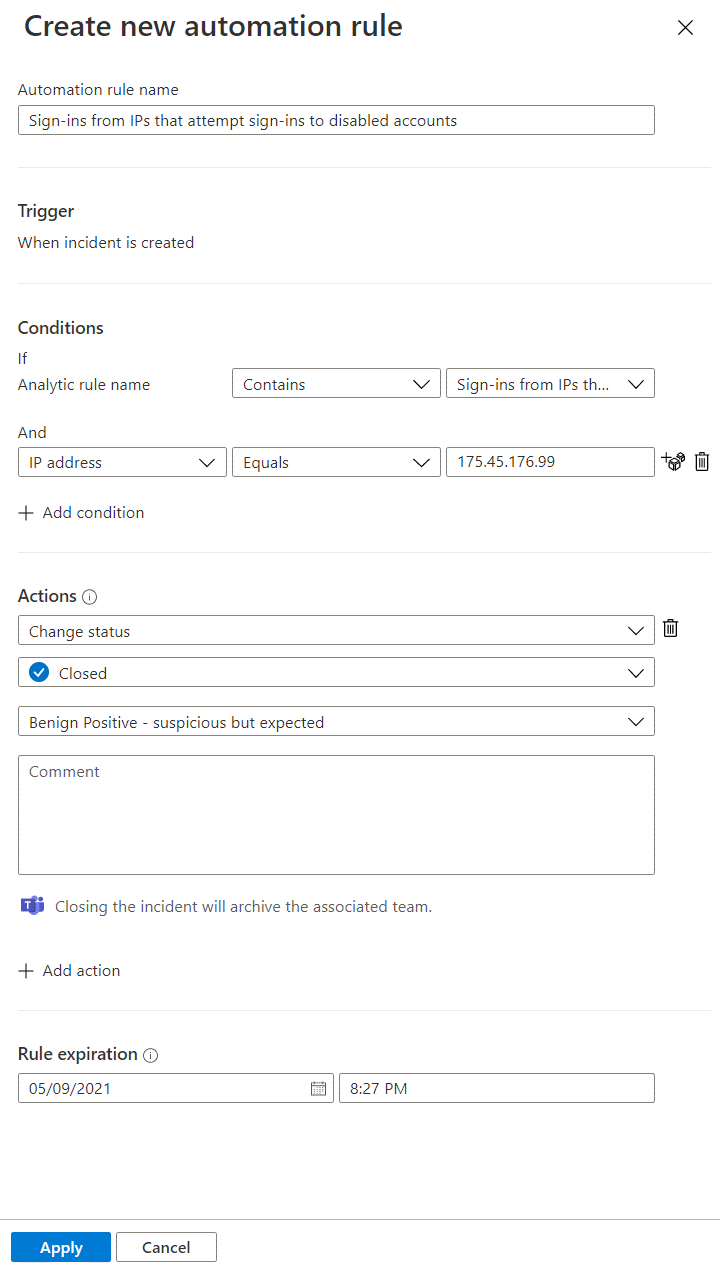 Create new automation rule
Automation rule name
Sign-ins from IPs that attempt sign-ins to disabled accounts
Trigger
When incident is created
Conditions
If
Analytic rule name Contains Sign-ins from IPs th...
And
IP address Equals 175.45.176.99
Add condition
Actions
Change status
Closed
Benign Positive - suspicious but expected
Comment
Closing the incident will archive the associated team.
Add action
Rule expiration
05/09/2021 8:27 PM
Apply Cancel